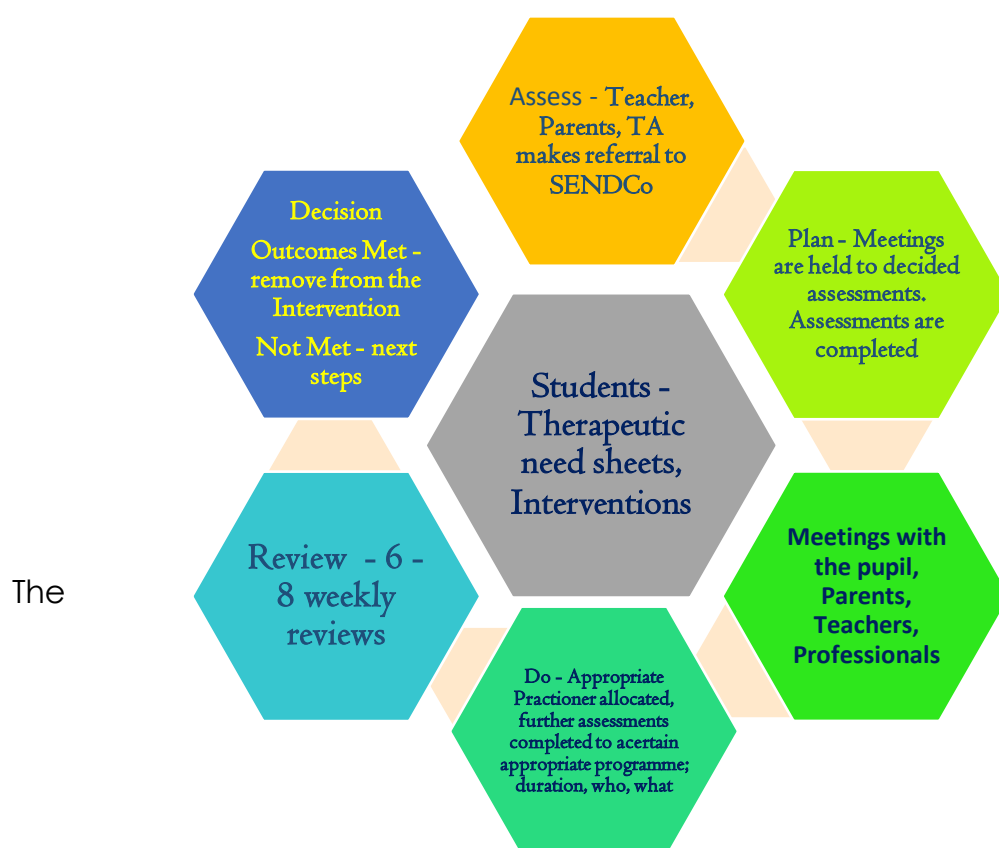 Assess - Teacher,
Parents, TA
makes referral to
SENDCo
Plan - Meetings
are held to decided
assessments.
Assessments are
completed
Meetings with
the pupil,
Parents,
Teachers,
Professionals
Do - Appropriate
Practioner allocated,
further assessments
completed to acertain
appropriate programme;
duration, who, what
Review - 6 -
8 weekly
reviews
Decision
Outcomes Met -
remove from the
Intervention
Not Met - next
steps
Students -
Therapeutic
need sheets,
Interventions
The